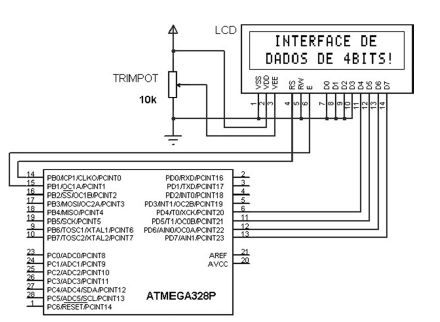 LCD
INTERFACE DE
DADOS DE 4BITS!
TRIMPOT
10k
VSS VDD VEE RS RW E D0 D1 D2 D3 D4 D5 D6 D7
1 2 3 4 5 6 7 8 9 10 11 12 13 14
14 PB0/ICP1/CLKO/PCINT0 PD0/RXD/PCINT16 2
15 PB1/OC1A/PCINT1 PD1/TXD/PCINT17 3
16 PB2/SS/OC1B/PCINT2 PD2/INT0/PCINT18 4
17 PB3/MOSI/OC2A/PCINT3 PD3/INT1/OC2B/PCINT19 5
18 PB4/MISO/PCINT4 PD4/T0/XCK/PCINT20 6
19 PB5/SCK/PCINT5 PD5/T1/OC0B/PCINT21 11
9 PB6/TOSC1/XTAL1/PCINT6 PD6/AIN0/OC0A/PCINT22 12
10 PB7/TOSC2/XTAL2/PCINT7 PD7/AIN1/PCINT23 13
23 PC0/ADC0/PCINT8 AREF 21
24 PC1/ADC1/PCINT9 AVCC 20
25 PC2/ADC2/PCINT10
26 PC3/ADC3/PCINT11
27 PC4/ADC4/SDA/PCINT12
28 PC5/ADC5/SCL/PCINT13
1 PC6/RESET/PCINT14
ATMEGA328P